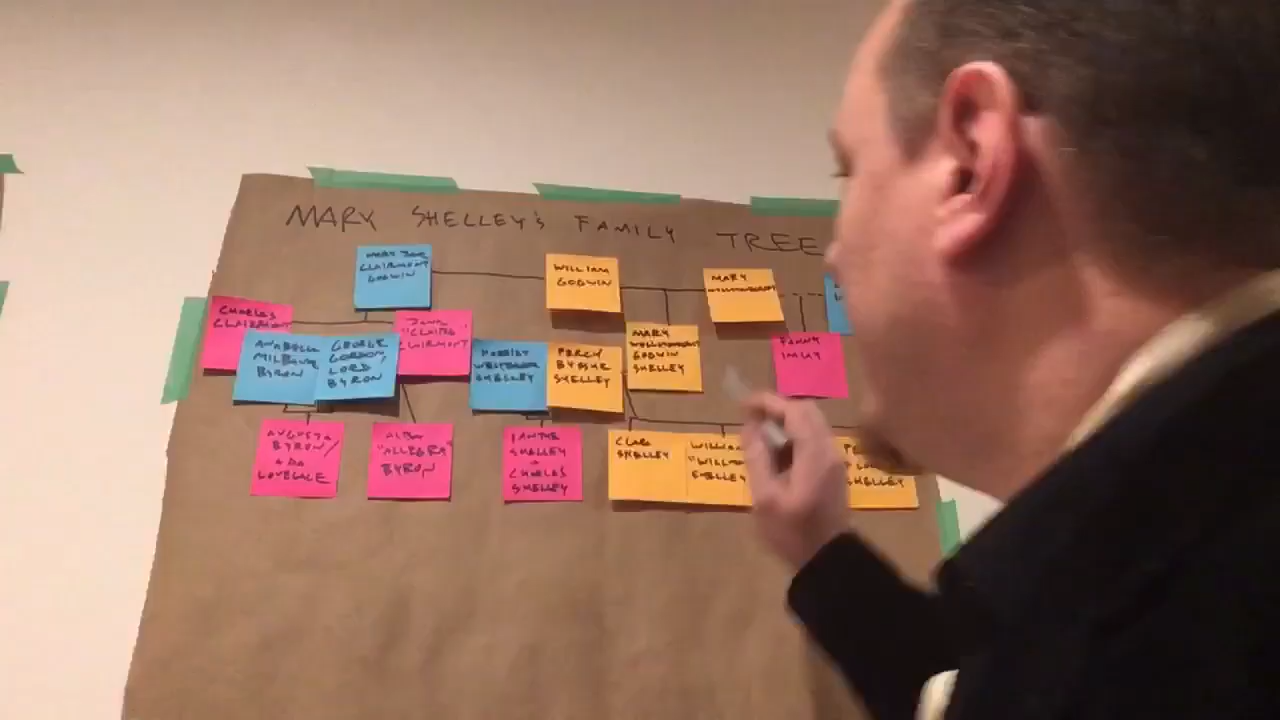 MARY SHELLEY'S FAMILY TREE
MARY JANE
CLAIRMONT
GODWIN
WILLIAM
GODWIN
MARY
WOLLSTONECRAFT
CHARLES
CLAIRMONT
JANE
"CLAIRE"
CLAIRMONT
ANNABELLA
MILBANKE
BYRON
GEORGE
GORDON,
LORD
BYRON
HARRIET
WESTBROOK
SHELLEY
PERCY
BYSSHE
SHELLEY
MARY
WOLLSTONECRAFT
GODWIN
SHELLEY
FANNY
IMLAY
AUGUSTA
BYRON/
ADA
LOVELACE
ALBA
"ALLEGRA"
BYRON
IANTHE
SHELLEY
+
CHARLES
SHELLEY
CLARA
SHELLEY
WILLIAM
SHELLEY
SHELLEY